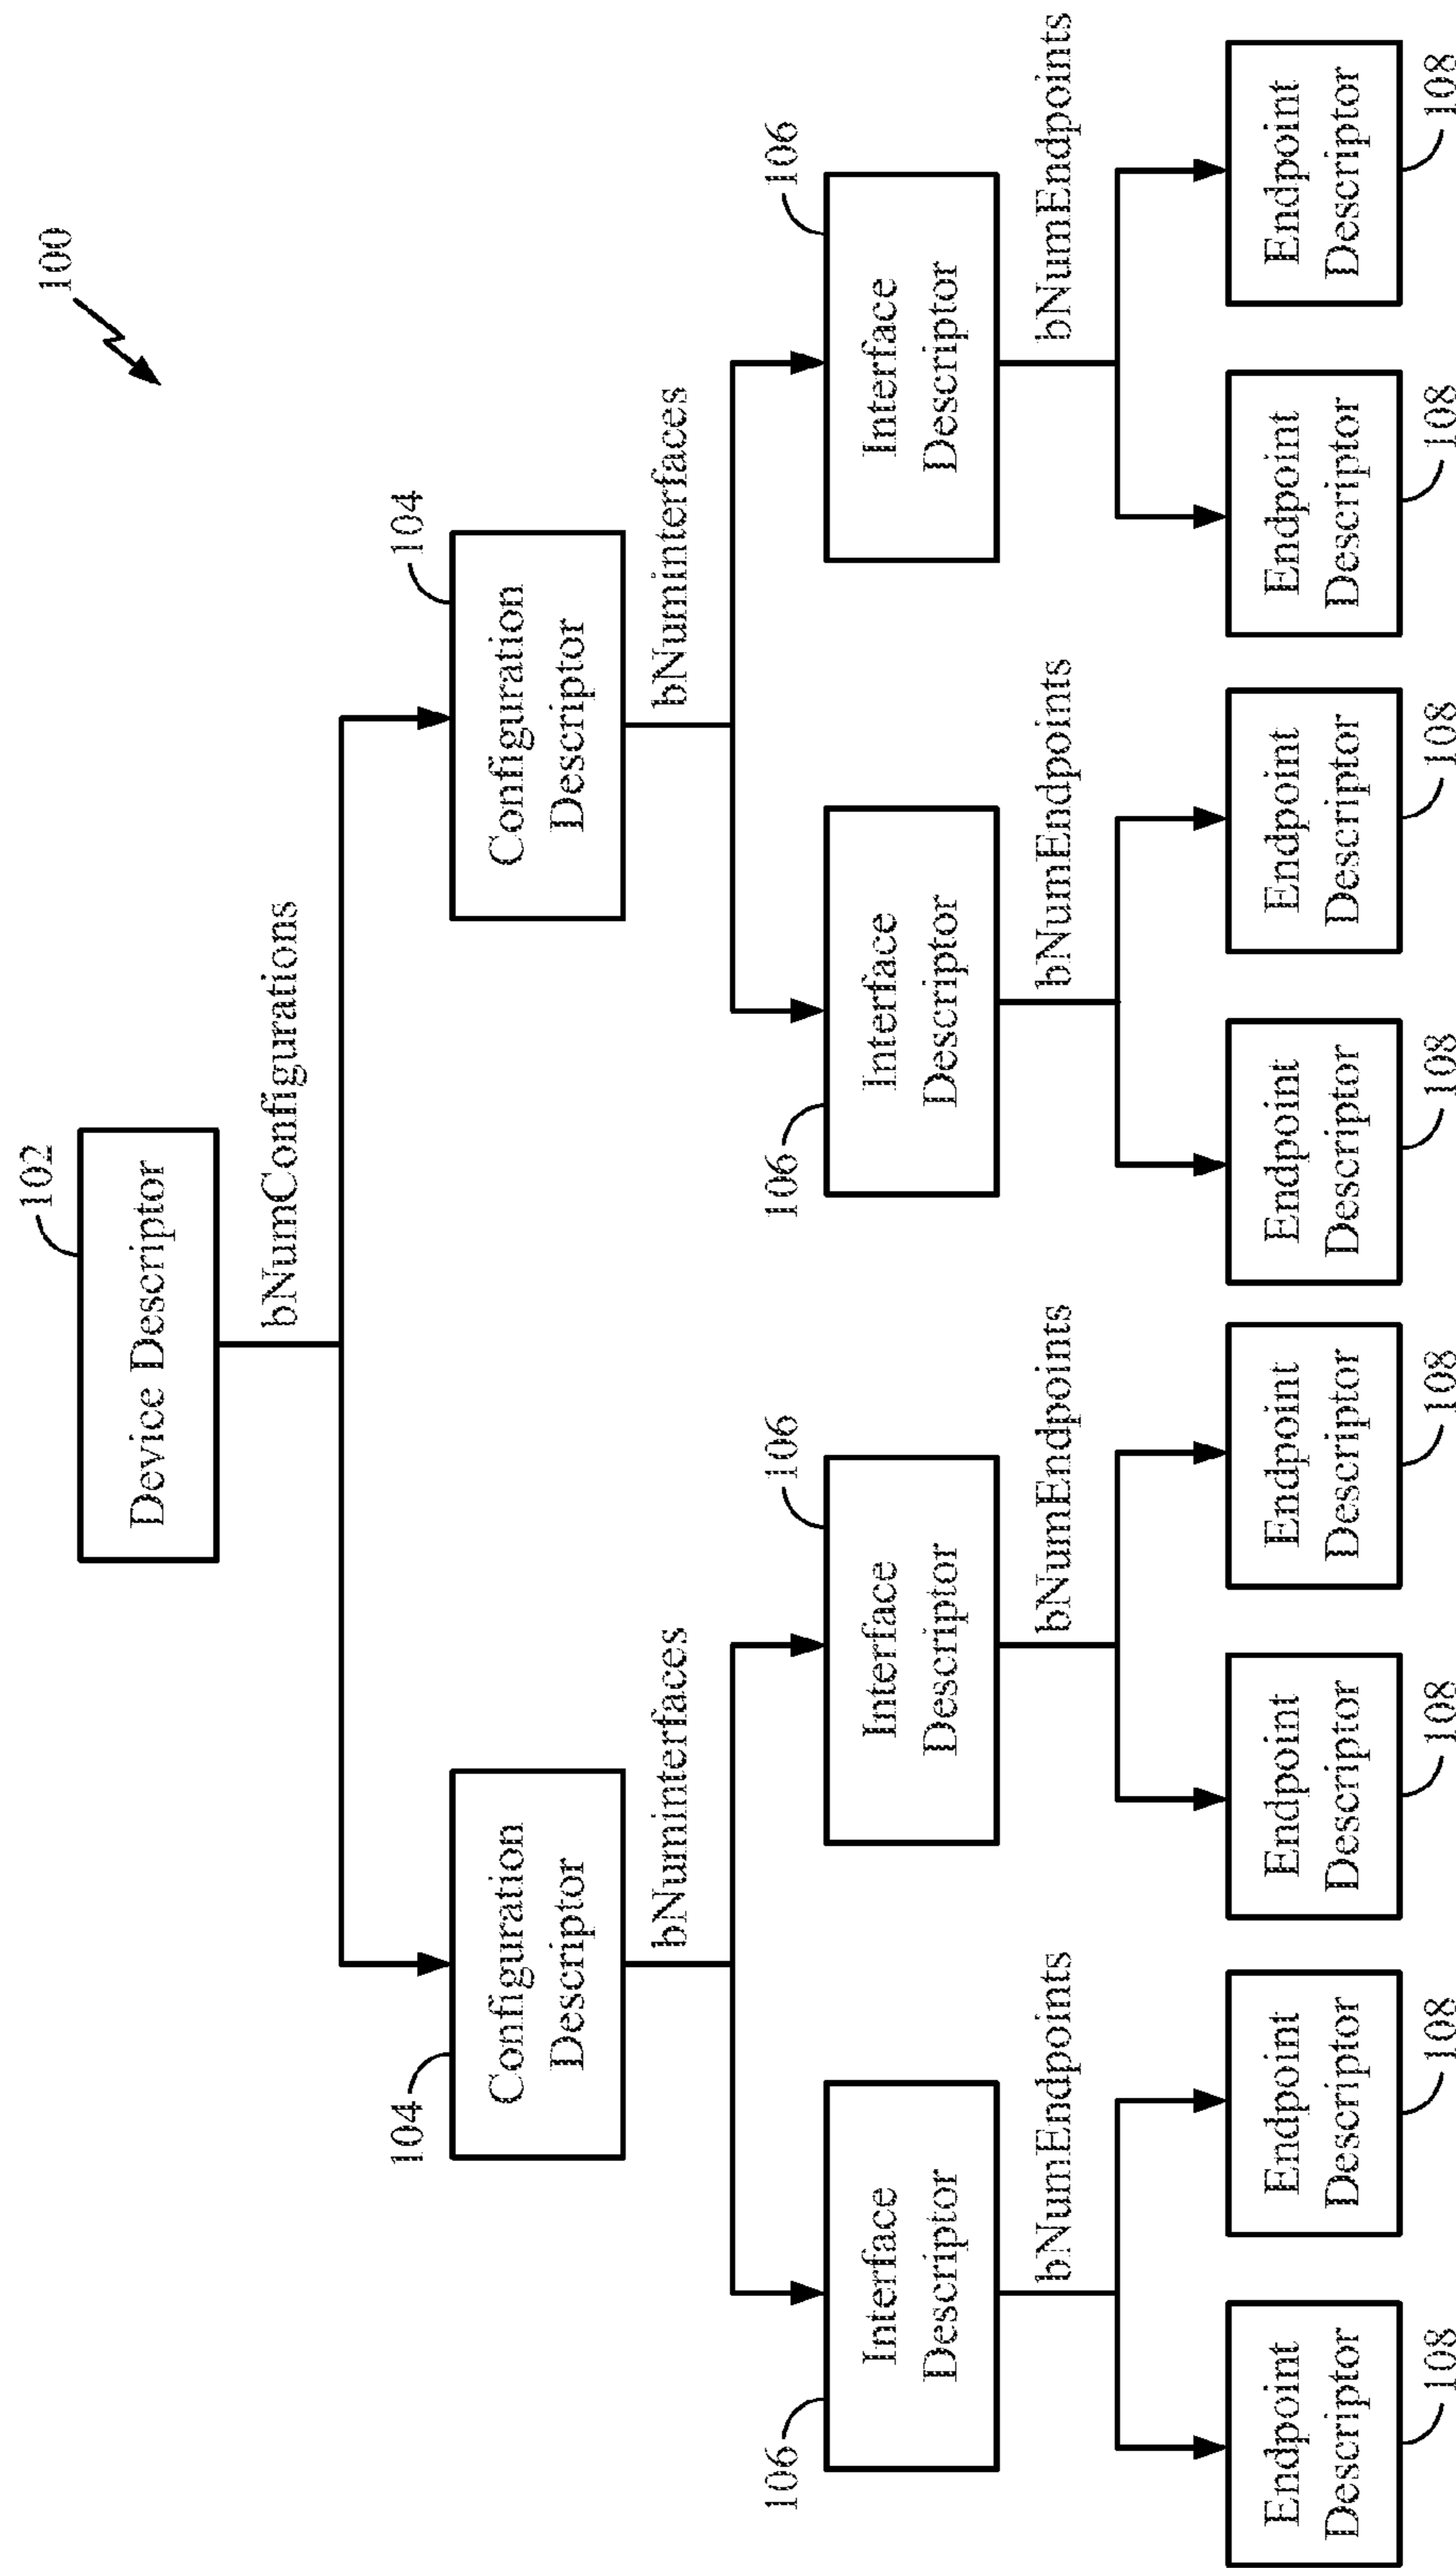 100
102
Device Descriptor
bNumConfigurations
104
104
Configuration
Descriptor
Configuration
Descriptor
bNuminterfaces
bNuminterfaces
106
106
106
106
Interface
Descriptor
Interface
Descriptor
Interface
Descriptor
Interface
Descriptor
bNumEndpoints
bNumEndpoints
bNumEndpoints
bNumEndpoints
Endpoint
Descriptor
Endpoint
Descriptor
Endpoint
Descriptor
Endpoint
Descriptor
Endpoint
Descriptor
Endpoint
Descriptor
Endpoint
Descriptor
Endpoint
Descriptor
108
108
108
108
108
108
108
108